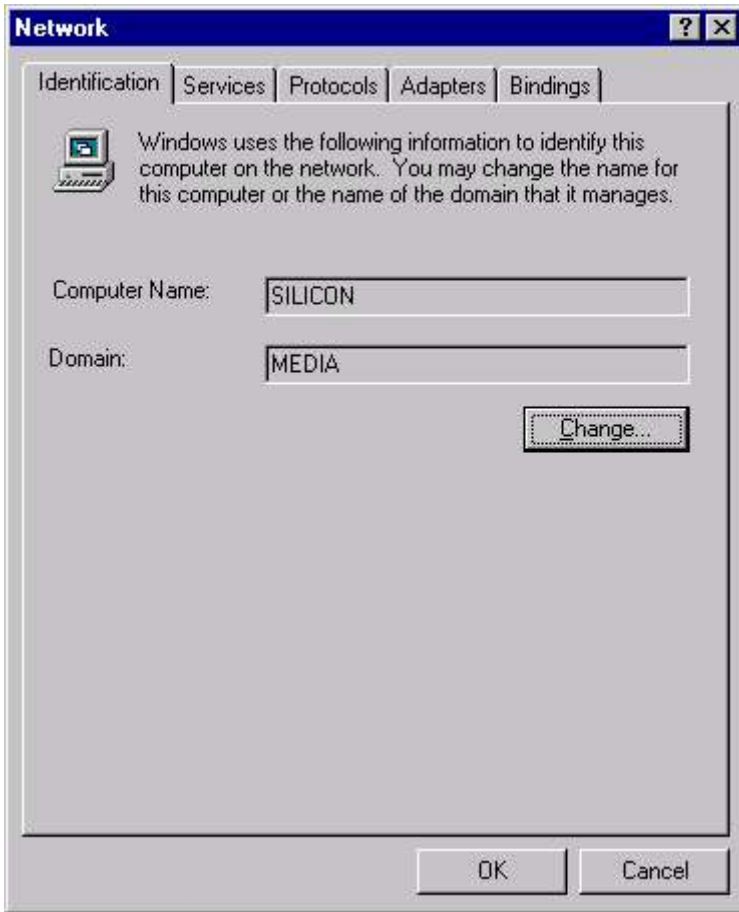 Network
Identification Services Protocols Adapters Bindings
Windows uses the following information to identify this
computer on the network. You may change the name for
this computer or the name of the domain that it manages.
Computer Name: SILICON
Domain: MEDIA
Change...
OK Cancel